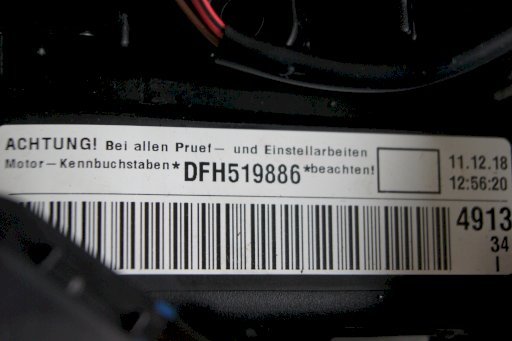 ACHTUNG! Bei allen Pruef— und Einstellarbeiten
Motor—Kennbuchstaben*DFH519886*beachten!
11.12.18
12:56:20
4913
34
I